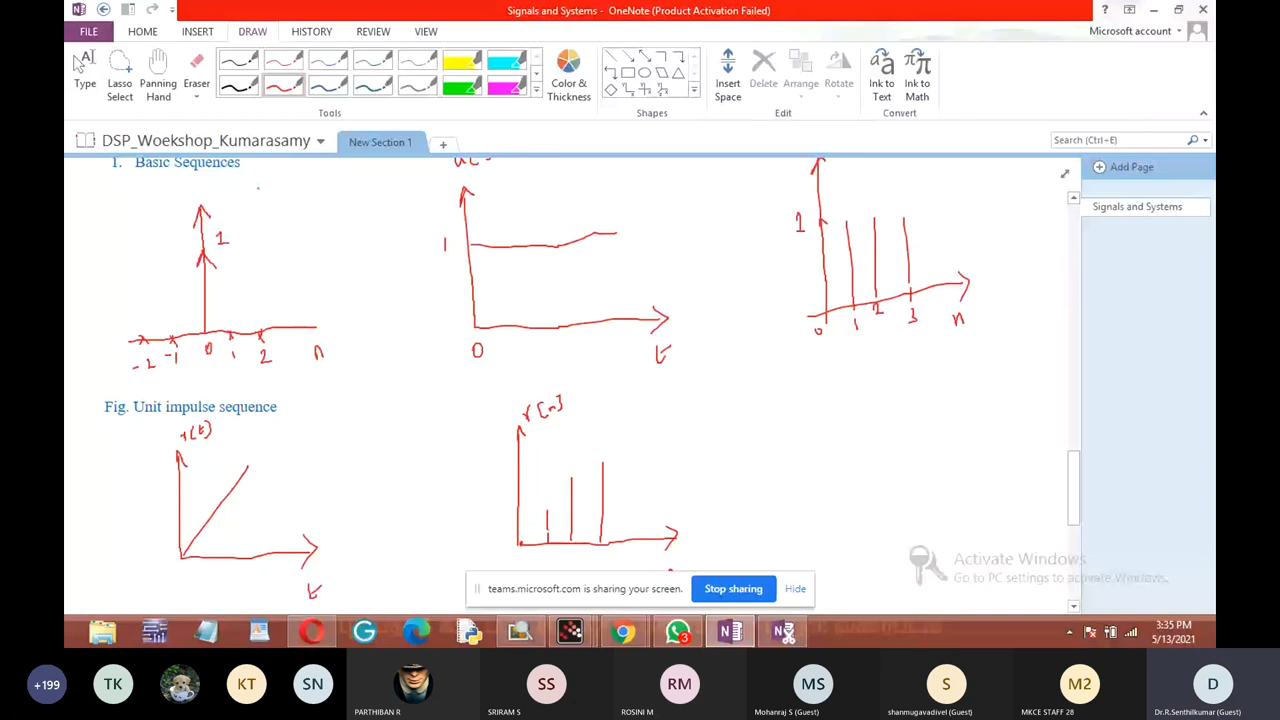 Signals and Systems - OneNote (Product Activation Failed)
FILE
HOME
INSERT
DRAW
HISTORY
REVIEW
VIEW
Microsoft account
Type
Lasso Select
Panning Hand
Eraser
Color & Thickness
Insert Space
Delete
Arrange
Rotate
Ink to Text
Ink to Math
Tools
Shapes
Edit
Convert
DSP_Woekshop_Kumarasamy
New Section 1
Search (Ctrl+E)
Add Page
Signals and Systems
1. Basic Sequences
1
-2 -1 0 1 2 n
1
0 t
1
0 1 2 3 n
Fig. Unit impulse sequence
r(t)
t
r[n]
Activate Windows
Go to PC settings to activate Windows.
teams.microsoft.com is sharing your screen.
Stop sharing
Hide
3
3:35 PM
5/13/2021
+199
TK
KT
SN
PARTHIBAN R
SS
SRIRAM S
RM
ROSINI M
MS
Mohanraj S (Guest)
S
shanmugavadivel (Guest)
M2
MKCE STAFF 28
D
Dr.R.Senthilkumar (Guest)